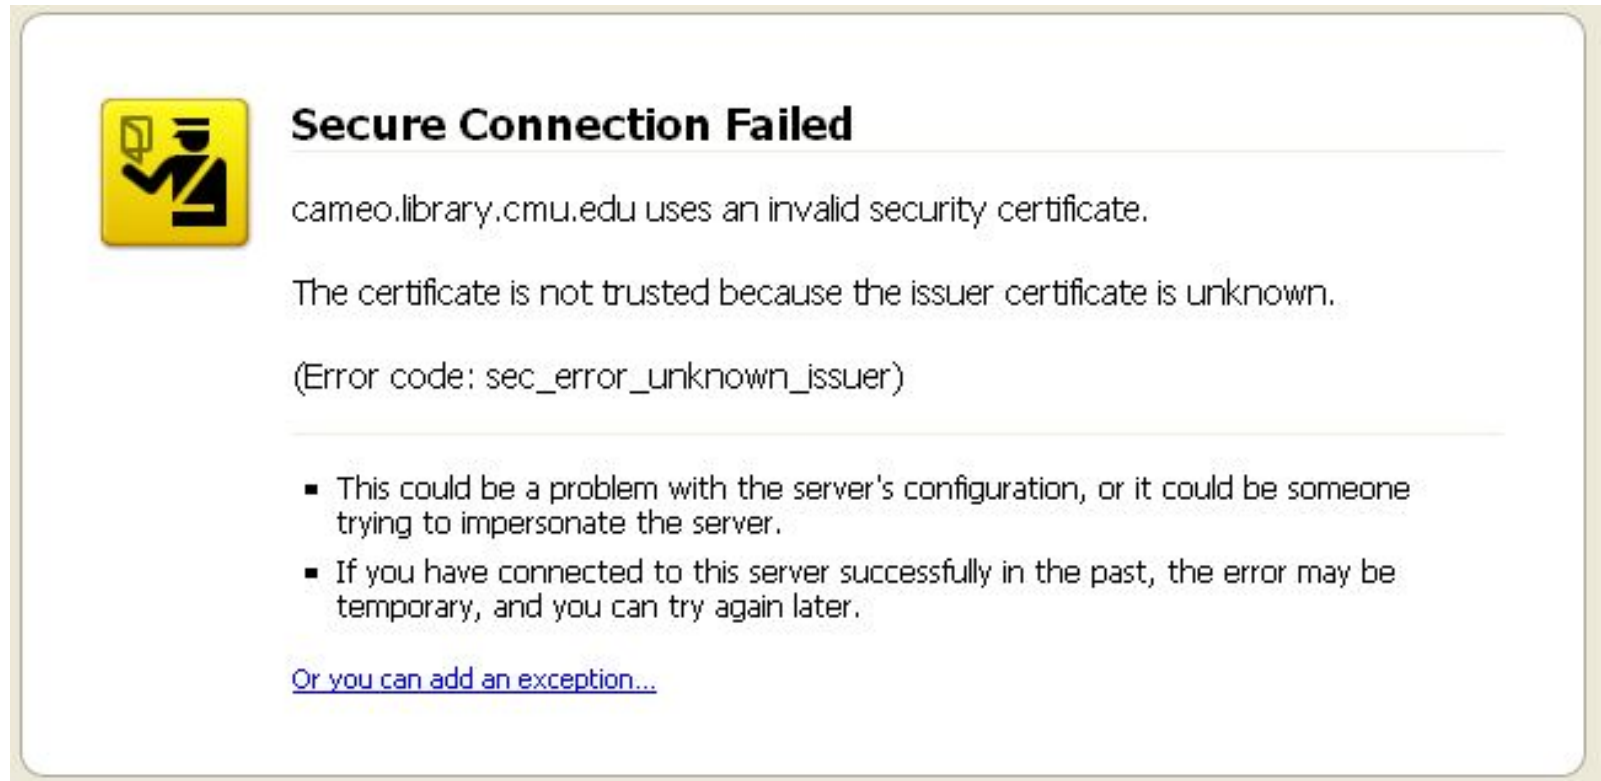 Secure Connection Failed
cameo.library.cmu.edu uses an invalid security certificate.
The certificate is not trusted because the issuer certificate is unknown.
(Error code: sec_error_unknown_issuer)
▪ This could be a problem with the server's configuration, or it could be someone
trying to impersonate the server.
▪ If you have connected to this server successfully in the past, the error may be
temporary, and you can try again later.
Or you can add an exception...